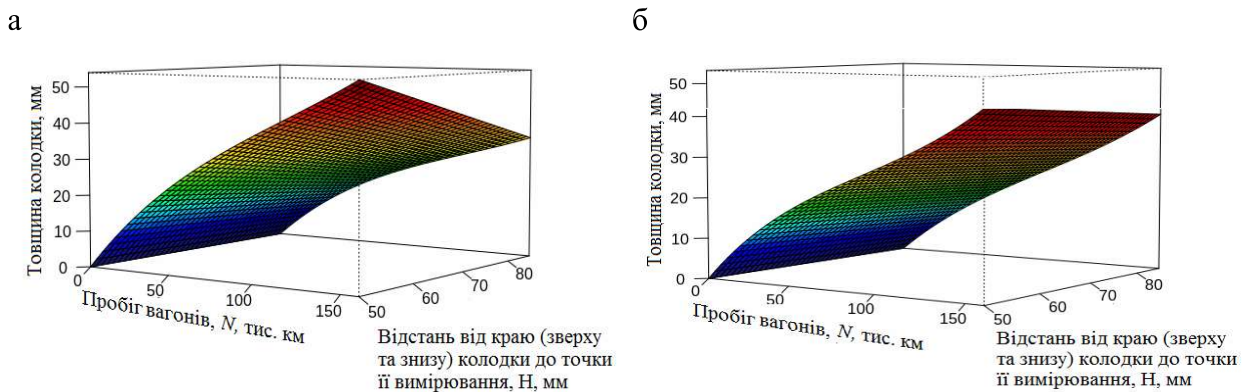 а
б
Товщина колодки, мм
50
40
30
20
10
0
0
50
100
150
50
60
70
80
Пробіг вагонів, N, тис. км
Відстань від краю (зверху
та знизу) колодки до точки
її вимірювання, Н, мм
Товщина колодки, мм
50
40
30
20
10
0
0
50
100
150
50
60
70
80
Пробіг вагонів, N, тис. км
Відстань від краю (зверху
та знизу) колодки до точки
її вимірювання, Н, мм